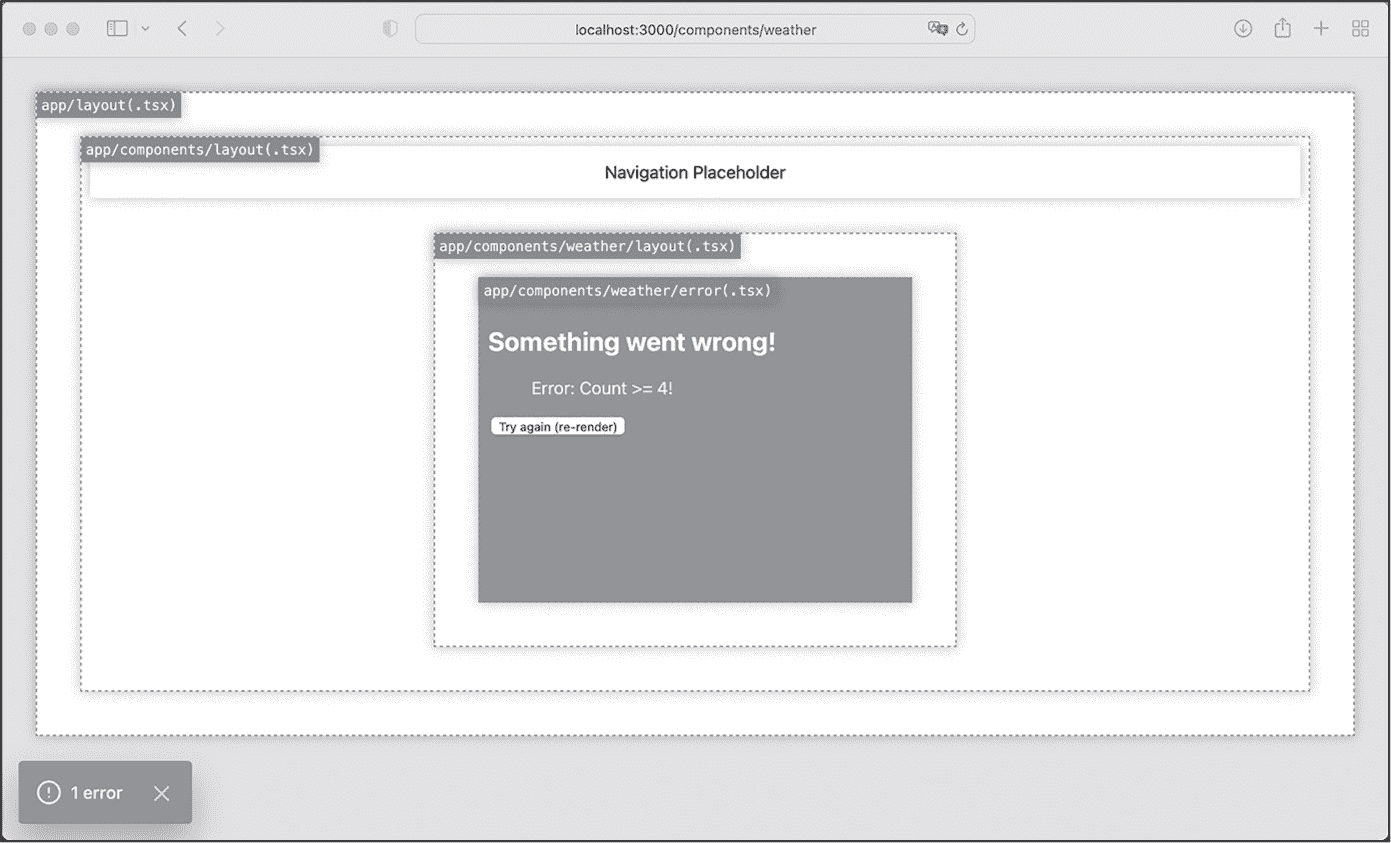 localhost:3000/components/weather
app/layout(.tsx)
app/components/layout(.tsx)
Navigation Placeholder
app/components/weather/layout(.tsx)
app/components/weather/error(.tsx)
Something went wrong!
Error: Count >= 4!
Try again (re-render)
1 error